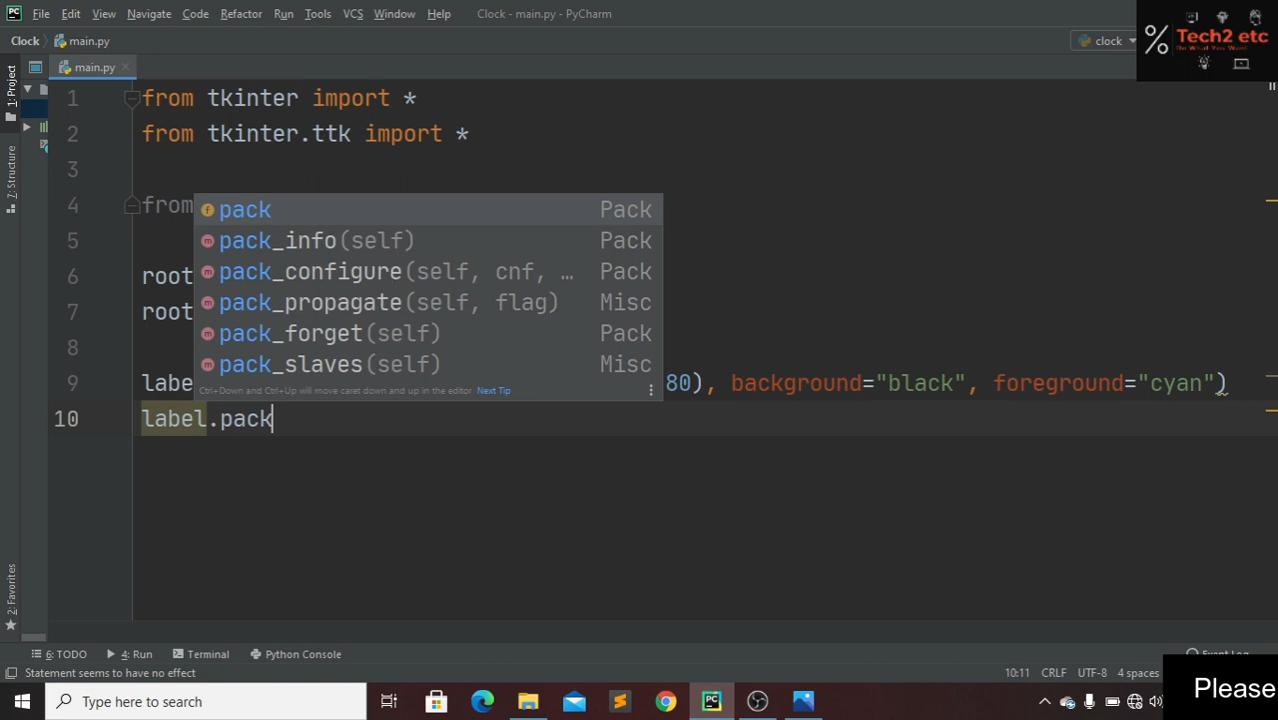 File Edit View Navigate Code Refactor Run Tools VCS Window Help Clock - main.py - PyCharm
Clock main.py clock
% Tech2 etc
Do What You Want
1: Project
main.py
1 from tkinter import *
2 from tkinter.ttk import *
3
4 from
5
6 root
7 root
8
pack Pack
pack_info(self) Pack
pack_configure(self, cnf, … Pack
pack_propagate(self, flag) Misc
pack_forget(self) Pack
pack_slaves(self) Misc
Ctrl+Down and Ctrl+Up will move caret down and up in the editor Next Tip
9 labe 80), background="black", foreground="cyan")
10 label.pack
7: Structure
2: Favorites
6: TODO 4: Run Terminal Python Console Event Log
Statement seems to have no effect 10:11 CRLF UTF-8 4 spaces
Type here to search
Please